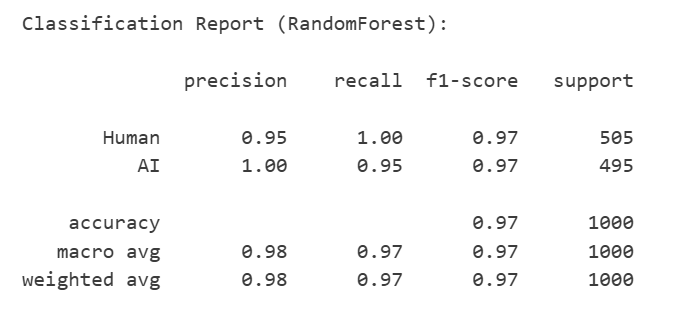 Classification Report (RandomForest):
precision recall f1-score support
Human 0.95 1.00 0.97 505
AI 1.00 0.95 0.97 495
accuracy 0.97 1000
macro avg 0.98 0.97 0.97 1000
weighted avg 0.98 0.97 0.97 1000